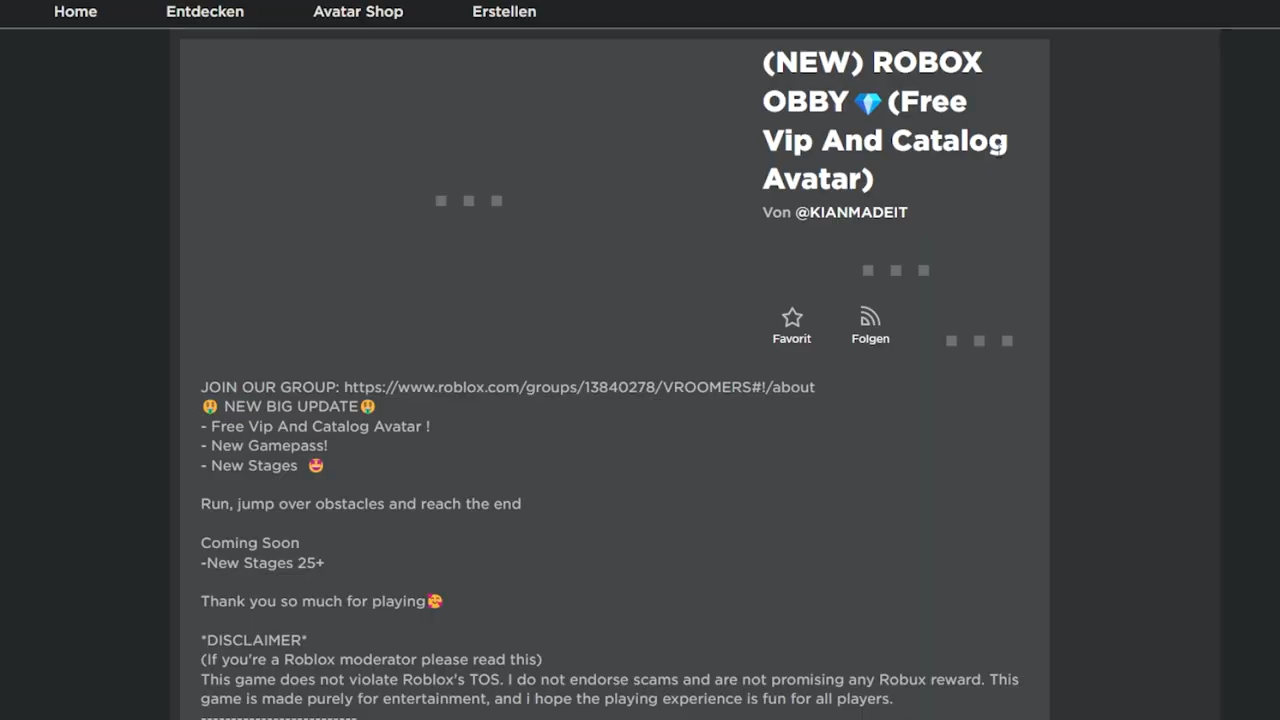 Home Entdecken Avatar Shop Erstellen
(NEW) ROBOX
OBBY💎(Free
Vip And Catalog
Avatar)
Von @KIANMADEIT
Favorit Folgen
JOIN OUR GROUP: https://www.roblox.com/groups/13840278/VROOMERS#!/about
🤑 NEW BIG UPDATE🤑
- Free Vip And Catalog Avatar !
- New Gamepass!
- New Stages 🤩
Run, jump over obstacles and reach the end
Coming Soon
-New Stages 25+
Thank you so much for playing🥰
*DISCLAIMER*
(If you're a Roblox moderator please read this)
This game does not violate Roblox's TOS. I do not endorse scams and are not promising any Robux reward. This
game is made purely for entertainment, and i hope the playing experience is fun for all players.
--------------------------